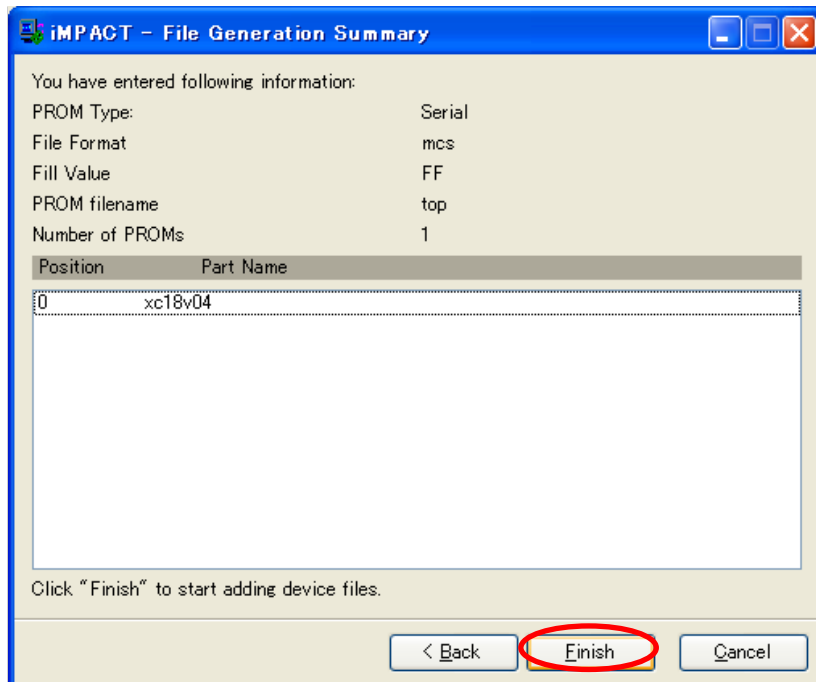 iMPACT - File Generation Summary
You have entered following information:
PROM Type: Serial
File Format mcs
Fill Value FF
PROM filename top
Number of PROMs 1
Position Part Name
0 xc18v04
Click "Finish" to start adding device files.
< Back Finish Cancel